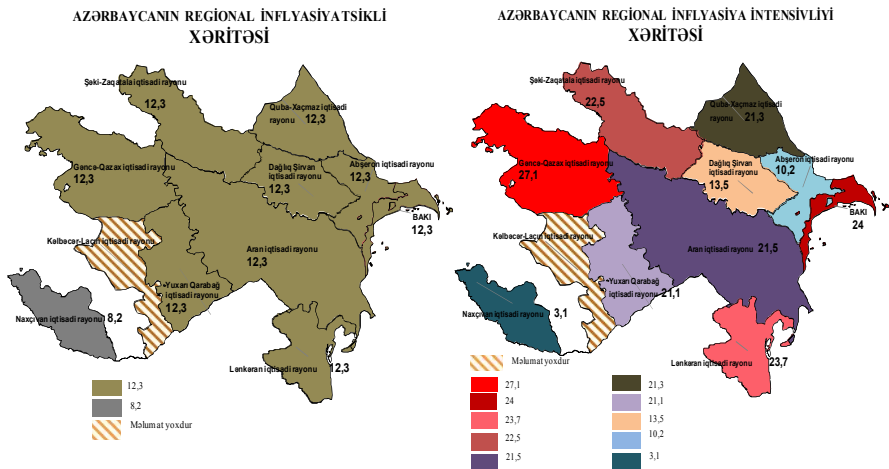 AZƏRBAYCANIN REGİONAL İNFLYASİYA TSİKLİ
XƏRİTƏSİ
Şəki-Zaqatala iqtisadi rayonu
12,3
Quba-Xaçmaz iqtisadi
rayonu
12,3
Gəncə-Qazax iqtisadi rayonu
12,3
Dağlıq Şirvan
iqtisadi rayonu
12,3
Abşeron iqtisadi rayonu
12,3
BAKI
12,3
Kəlbəcər-Laçın iqtisadi rayonu
Aran iqtisadi rayonu
12,3
Yuxarı Qarabağ
iqtisadi rayonu
12,3
Naxçıvan iqtisadi rayonu 8,2
Lənkəran iqtisadi rayonu 12,3
12,3
8,2
Məlumat yoxdur
AZƏRBAYCANIN REGIONAL İNFLYASIYA İNTENSİVLİYİ
XƏRİTƏSİ
Şəki-Zaqatala iqtisadi rayonu
22,5
Quba-Xaçmaz iqtisadi
rayonu 21,3
Gəncə-Qazax iqtisadi rayonu
27,1
Dağlıq Şirvan
iqtisadi rayonu
13,5
Abşeron iqtisadi rayonu
10,2
BAKI
24
Kəlbəcər-Laçın iqtisadi rayonu
Aran iqtisadi rayonu 21,5
Yuxarı Qarabağ
iqtisadi rayonu 21,1
Naxçıvan iqtisadi rayonu 3,1
Lənkəran iqtisadi rayonu 23,7
Məlumat yoxdur
27,1
24
23,7
22,5
21,5
21,3
21,1
13,5
10,2
3,1